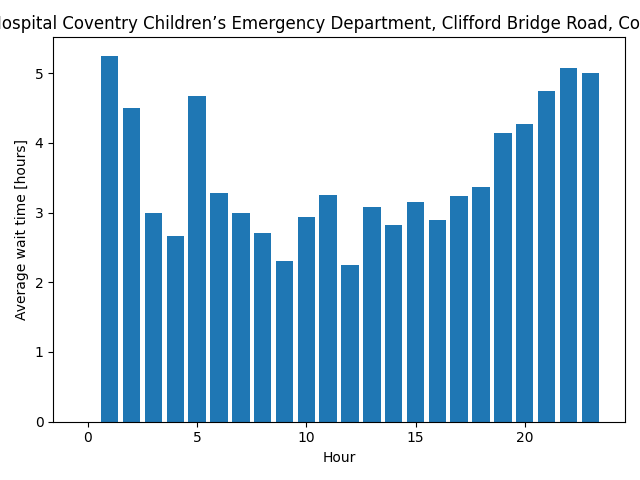 Hospital Coventry Children’s Emergency Department, Clifford Bridge Road, Co
5
4
3
2
1
0
Average wait time [hours]
0 5 10 15 20
Hour